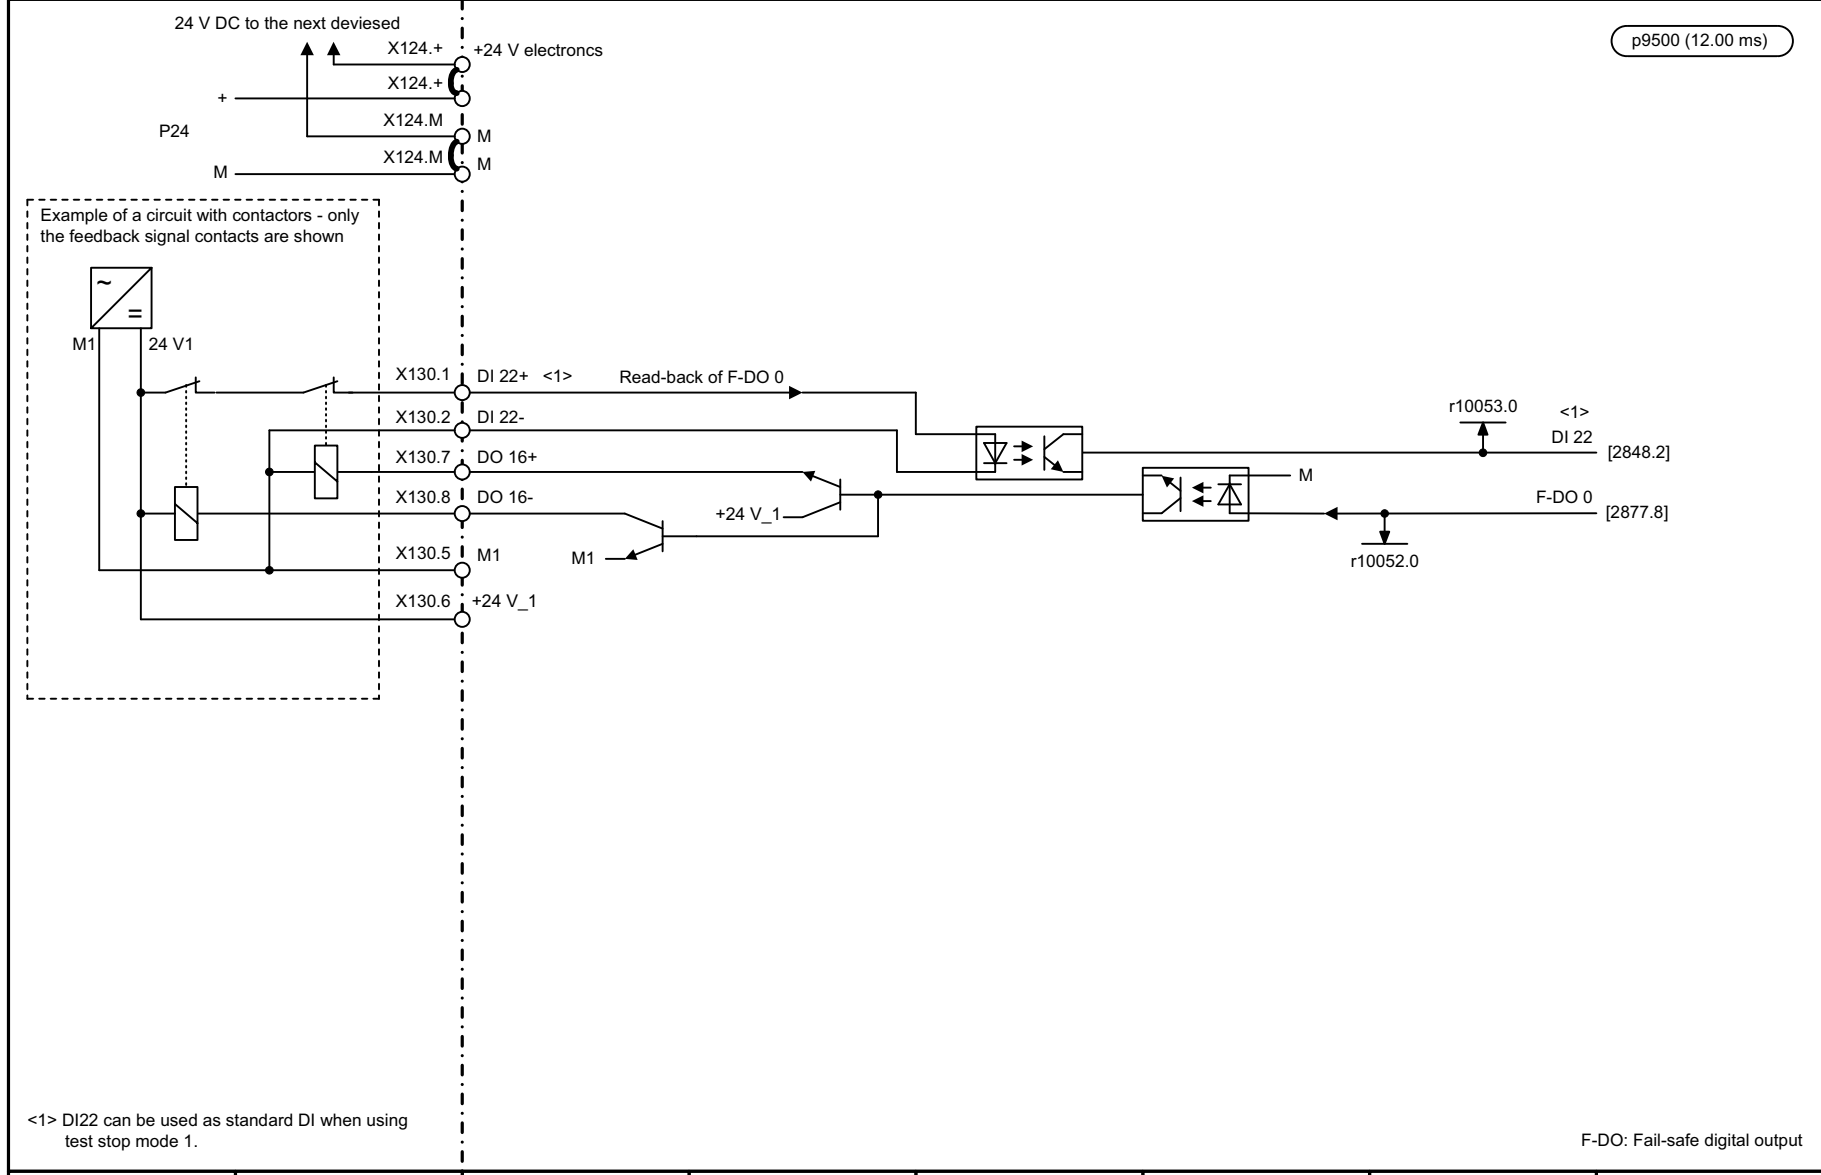 24 V DC to the next deviesed
p9500 (12.00 ms)
X124.+
+24 V electroncs
X124.+
+
X124.M
M
P24
X124.M
M
M
Example of a circuit with contactors - only
the feedback signal contacts are shown
~
=
M1
24 V1
X130.1
DI 22+
<1>
Read-back of F-DO 0
X130.2
DI 22-
r10053.0
<1>
DI 22
[2848.2]
X130.7
DO 16+
M
X130.8
DO 16-
+24 V_1
F-DO 0
[2877.8]
X130.5
M1
M1
r10052.0
X130.6
+24 V_1
<1> DI22 can be used as standard DI when using
test stop mode 1.
F-DO: Fail-safe digital output